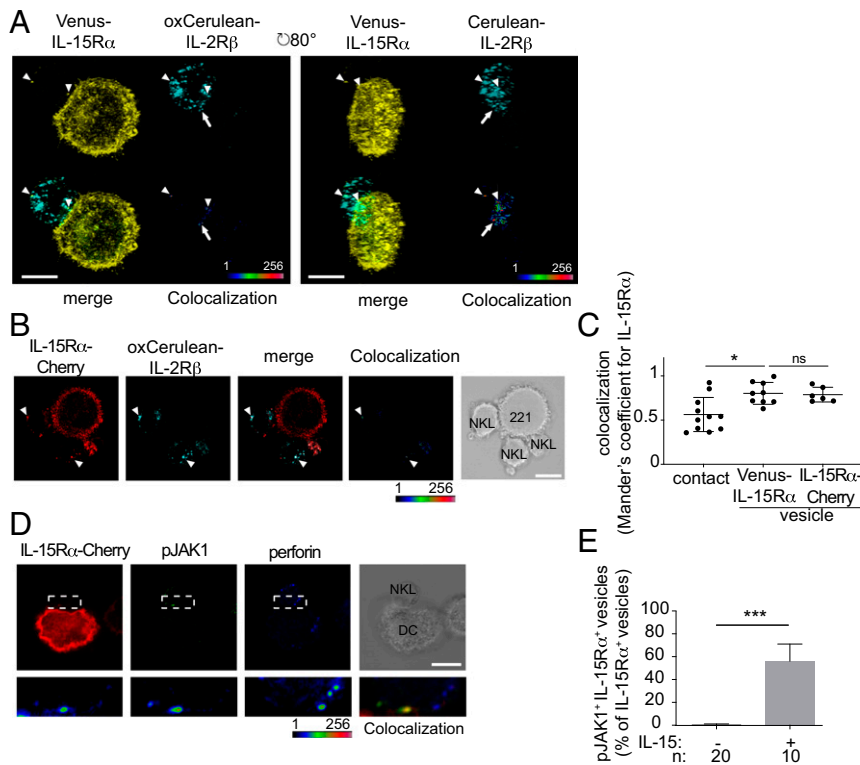 A
Venus-
IL-15Rα
oxCerulean-
IL-2Rβ
↻80°
Venus-
IL-15Rα
Cerulean-
IL-2Rβ
1 256
1 256
merge
Colocalization
merge
Colocalization
B
IL-15Rα-
Cherry
oxCerulean-
IL-2Rβ
merge
Colocalization
NKL
221
NKL
NKL
1 256
C
colocalization
(Mander's coefficient for IL-15Rα)
1
0.5
0
*
ns
contact
Venus-
IL-15Rα
IL-15Rα-
Cherry
vesicle
D
IL-15Rα-Cherry
pJAK1
perforin
NKL
DC
1 256
Colocalization
E
pJAK1⁺ IL-15Rα⁺ vesicles
(% of IL-15Rα⁺ vesicles)
100
80
60
40
20
0
***
IL-15: - +
n: 20 10